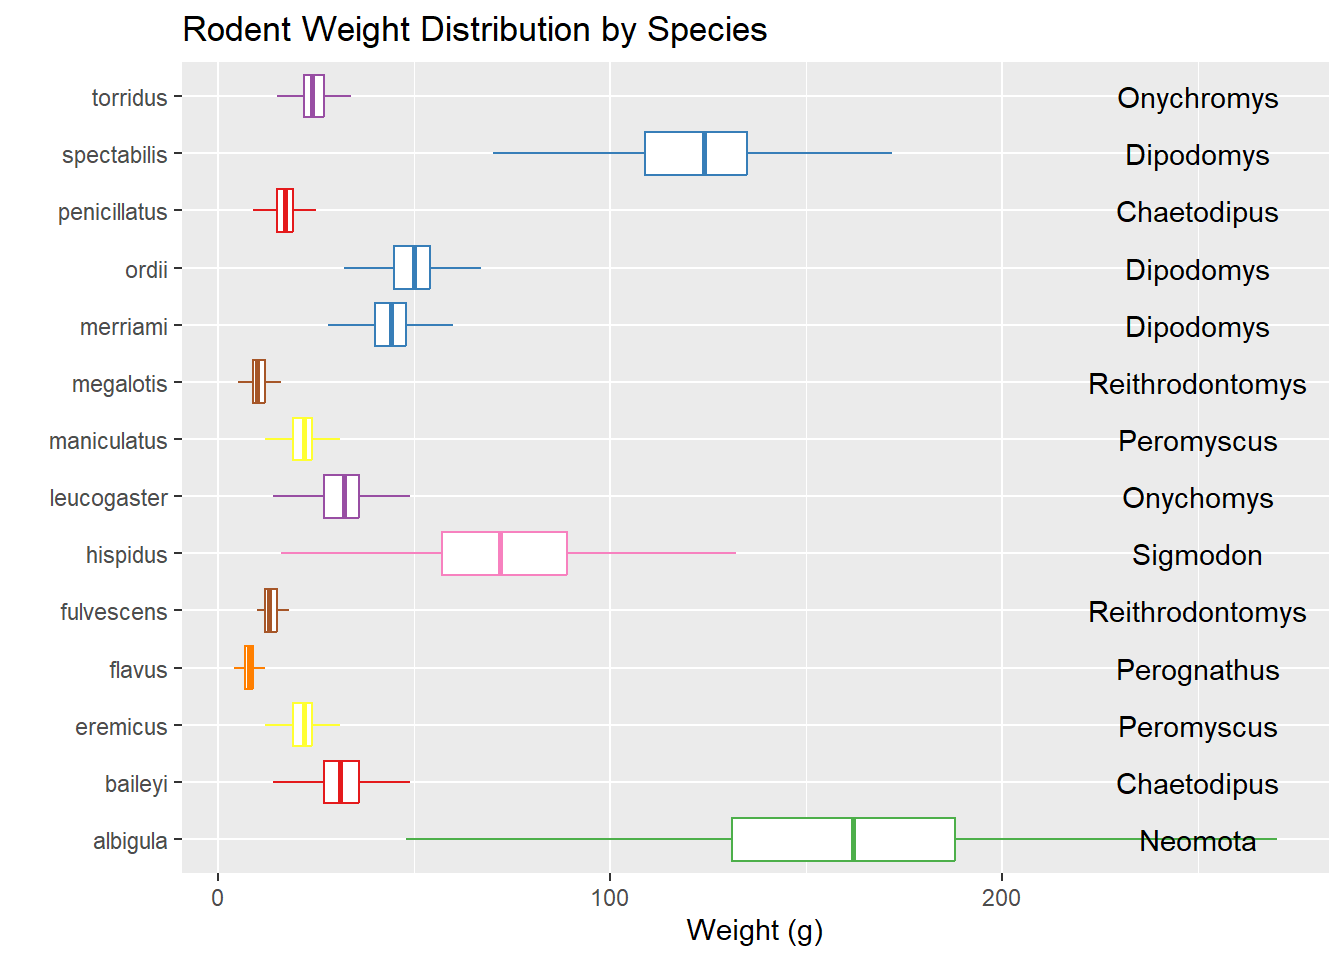 Rodent Weight Distribution by Species
torridus Onychromys
spectabilis Dipodomys
penicillatus Chaetodipus
ordii Dipodomys
merriami Dipodomys
megalotis Reithrodontomys
maniculatus Peromyscus
leucogaster Onychomys
hispidus Sigmodon
fulvescens Reithrodontomys
flavus Perognathus
eremicus Peromyscus
baileyi Chaetodipus
albigula Neomota
0 100 200
Weight (g)